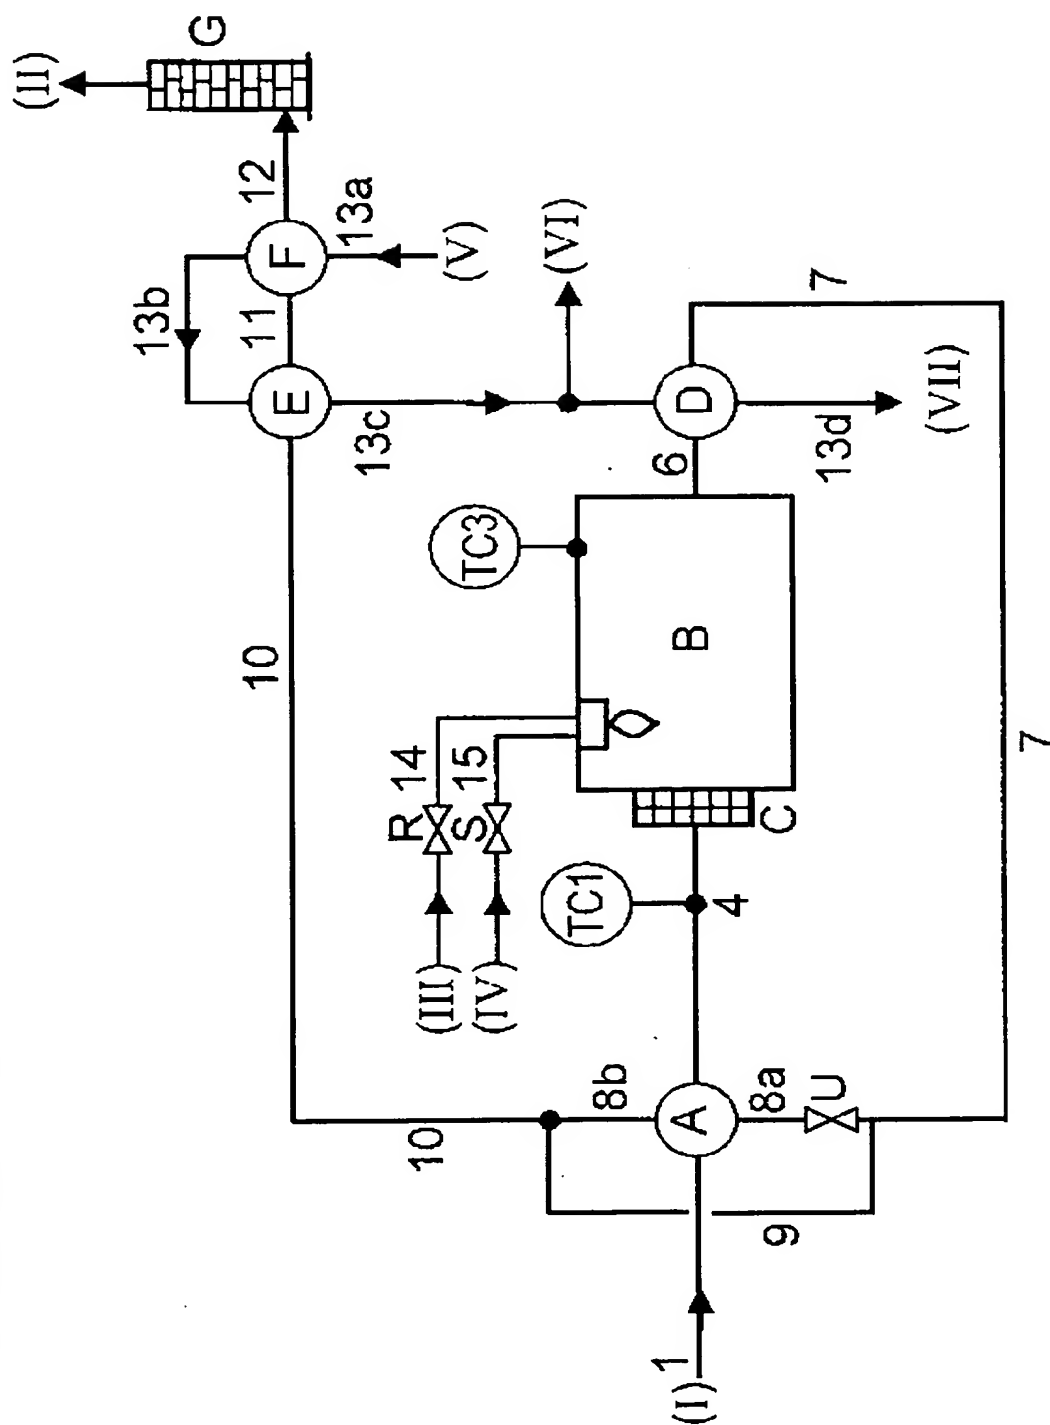 (II)
G
12
13a
F
(V)
13b
11
E
(VI)
7
13c
D
6
13d
(VII)
TC3
10
B
14
15
R
S
C
7
TC1
4
(III)
(IV)
8b
A
8a
U
10
9
1
(I)